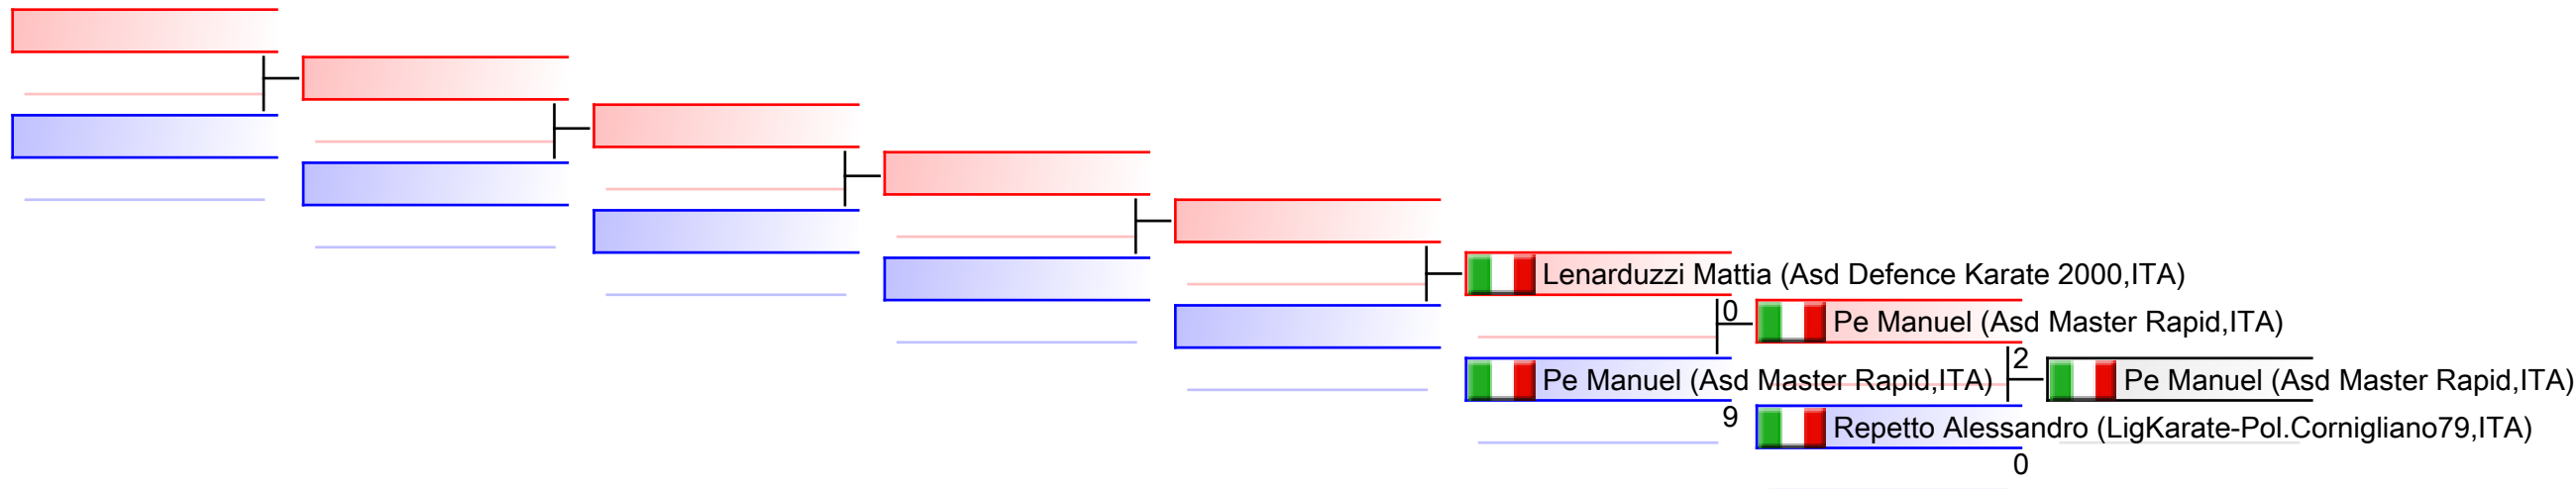 Lenarduzzi Mattia (Asd Defence Karate 2000,ITA)
0
Pe Manuel (Asd Master Rapid,ITA)
2
Pe Manuel (Asd Master Rapid,ITA)
Pe Manuel (Asd Master Rapid,ITA)
9
Repetto Alessandro (LigKarate-Pol.Cornigliano79,ITA)
0